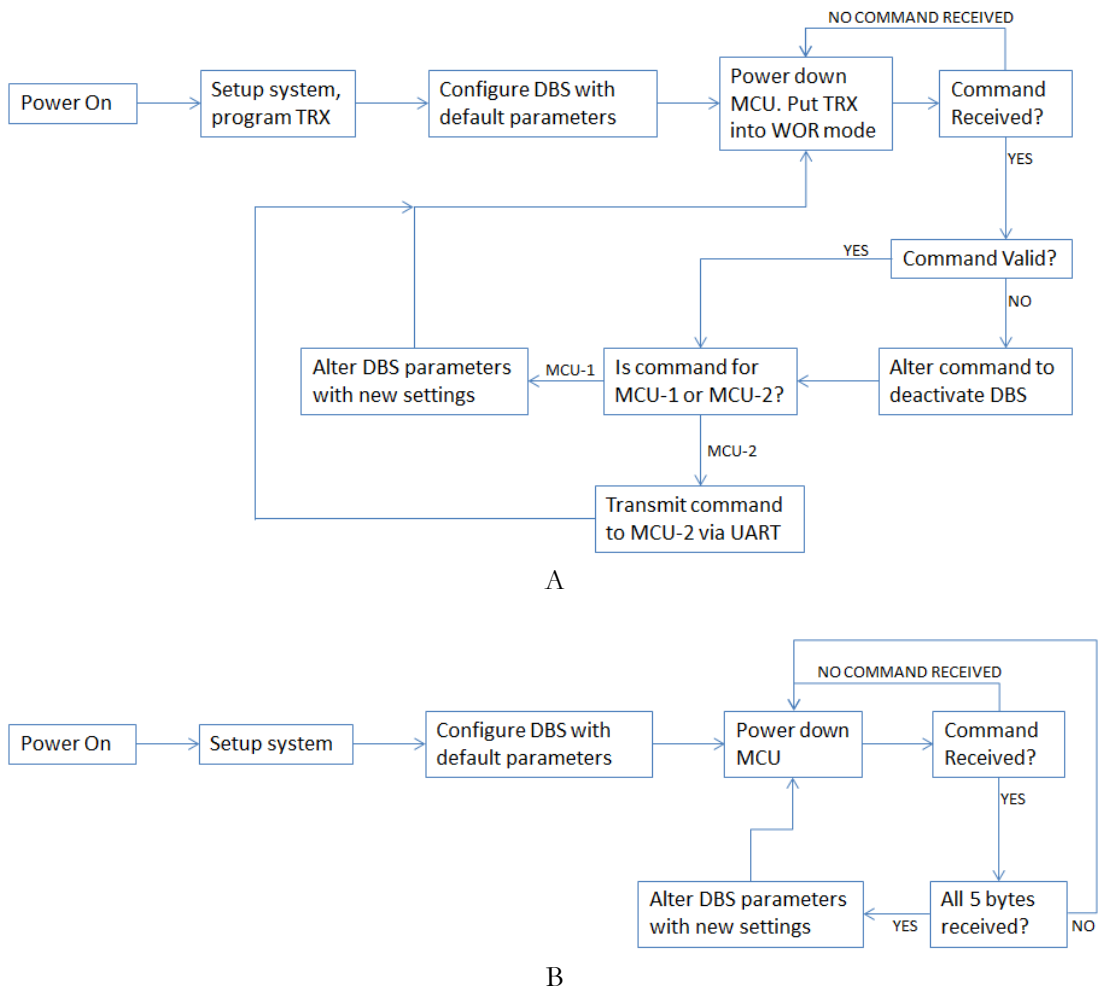 NO COMMAND RECEIVED
Power On
Setup system,
program TRX
Configure DBS with
default parameters
Power down
MCU. Put TRX
into WOR mode
Command
Received?
YES
Command Valid?
YES
NO
Alter DBS parameters
with new settings
MCU-1
Is command for
MCU-1 or MCU-2?
Alter command to
deactivate DBS
MCU-2
Transmit command
to MCU-2 via UART
A
NO COMMAND RECEIVED
Power On
Setup system
Configure DBS with
default parameters
Power down
MCU
Command
Received?
YES
Alter DBS parameters
with new settings
YES
All 5 bytes
received?
NO
B